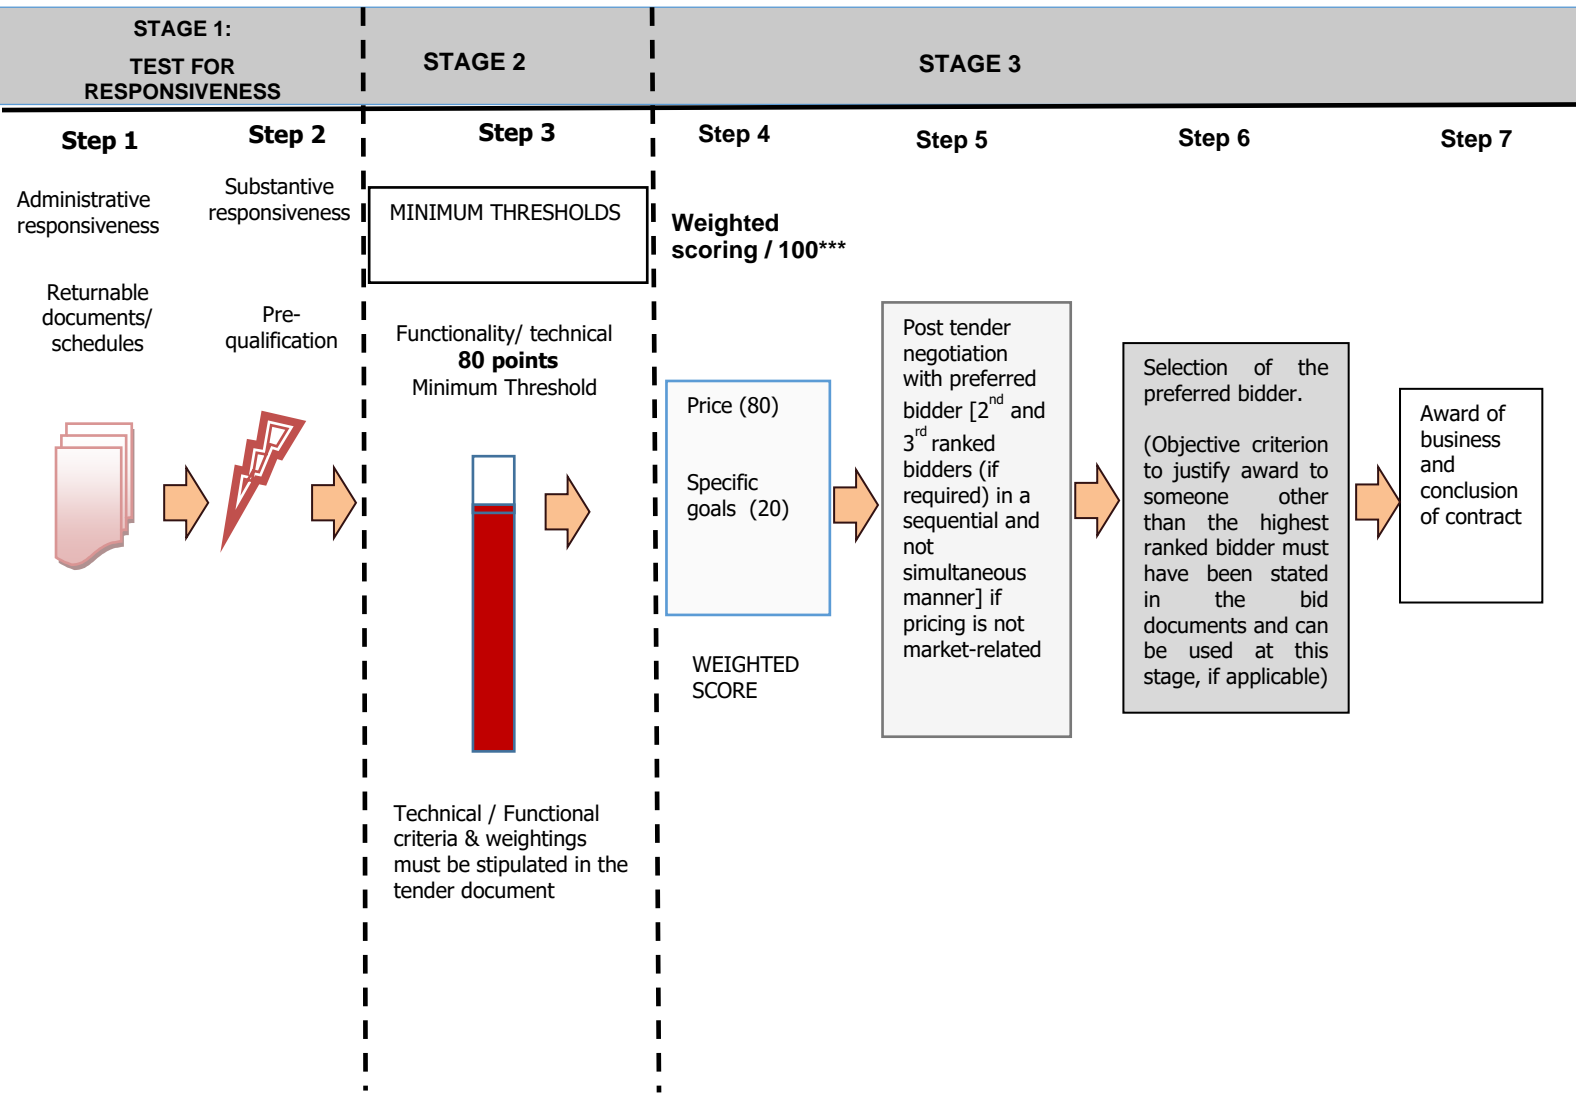 STAGE 1:
TEST FOR
RESPONSIVENESS
STAGE 2
STAGE 3
Step 1
Step 2
Step 3
Step 4
Step 5
Step 6
Step 7
Administrative
responsiveness
Returnable
documents/
schedules
Substantive
responsiveness
Pre-
qualification
MINIMUM THRESHOLDS
Functionality/ technical
80 points
Minimum Threshold
Technical / Functional
criteria & weightings
must be stipulated in the
tender document
Weighted
scoring / 100***
Price (80)
Specific
goals (20)
WEIGHTED
SCORE
Post tender
negotiation
with preferred
bidder [2nd and
3rd ranked
bidders (if
required) in a
sequential and
not
simultaneous
manner] if
pricing is not
market-related
Selection of the
preferred bidder.
(Objective criterion
to justify award to
someone other
than the highest
ranked bidder must
have been stated
in the bid
documents and can
be used at this
stage, if applicable)
Award of
business
and
conclusion
of contract